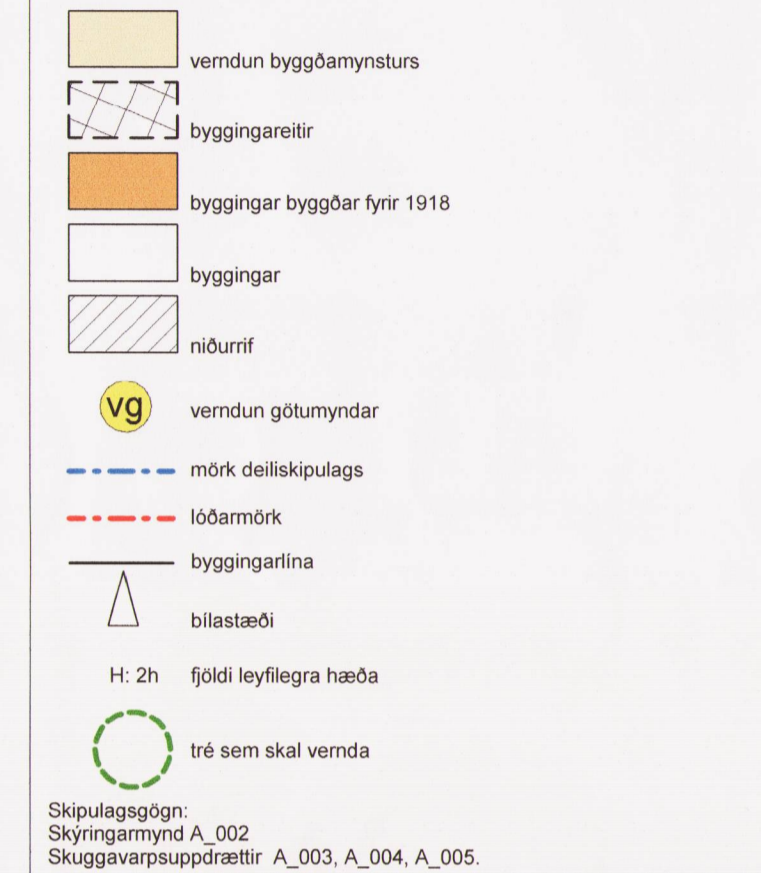 verndun byggðamynsturs
byggingareitir
byggingar byggðar fyrir 1918
byggingar
niðurrif
vg verndun götumyndar
mörk deiliskipulags
lóðarmörk
byggingarlína
bílastæði
H: 2h fjöldi leyfilegra hæða
tré sem skal vernda
Skipulagsgögn:
Skýringarmynd A_002
Skuggavarpsuppdrættir A_003, A_004, A_005.